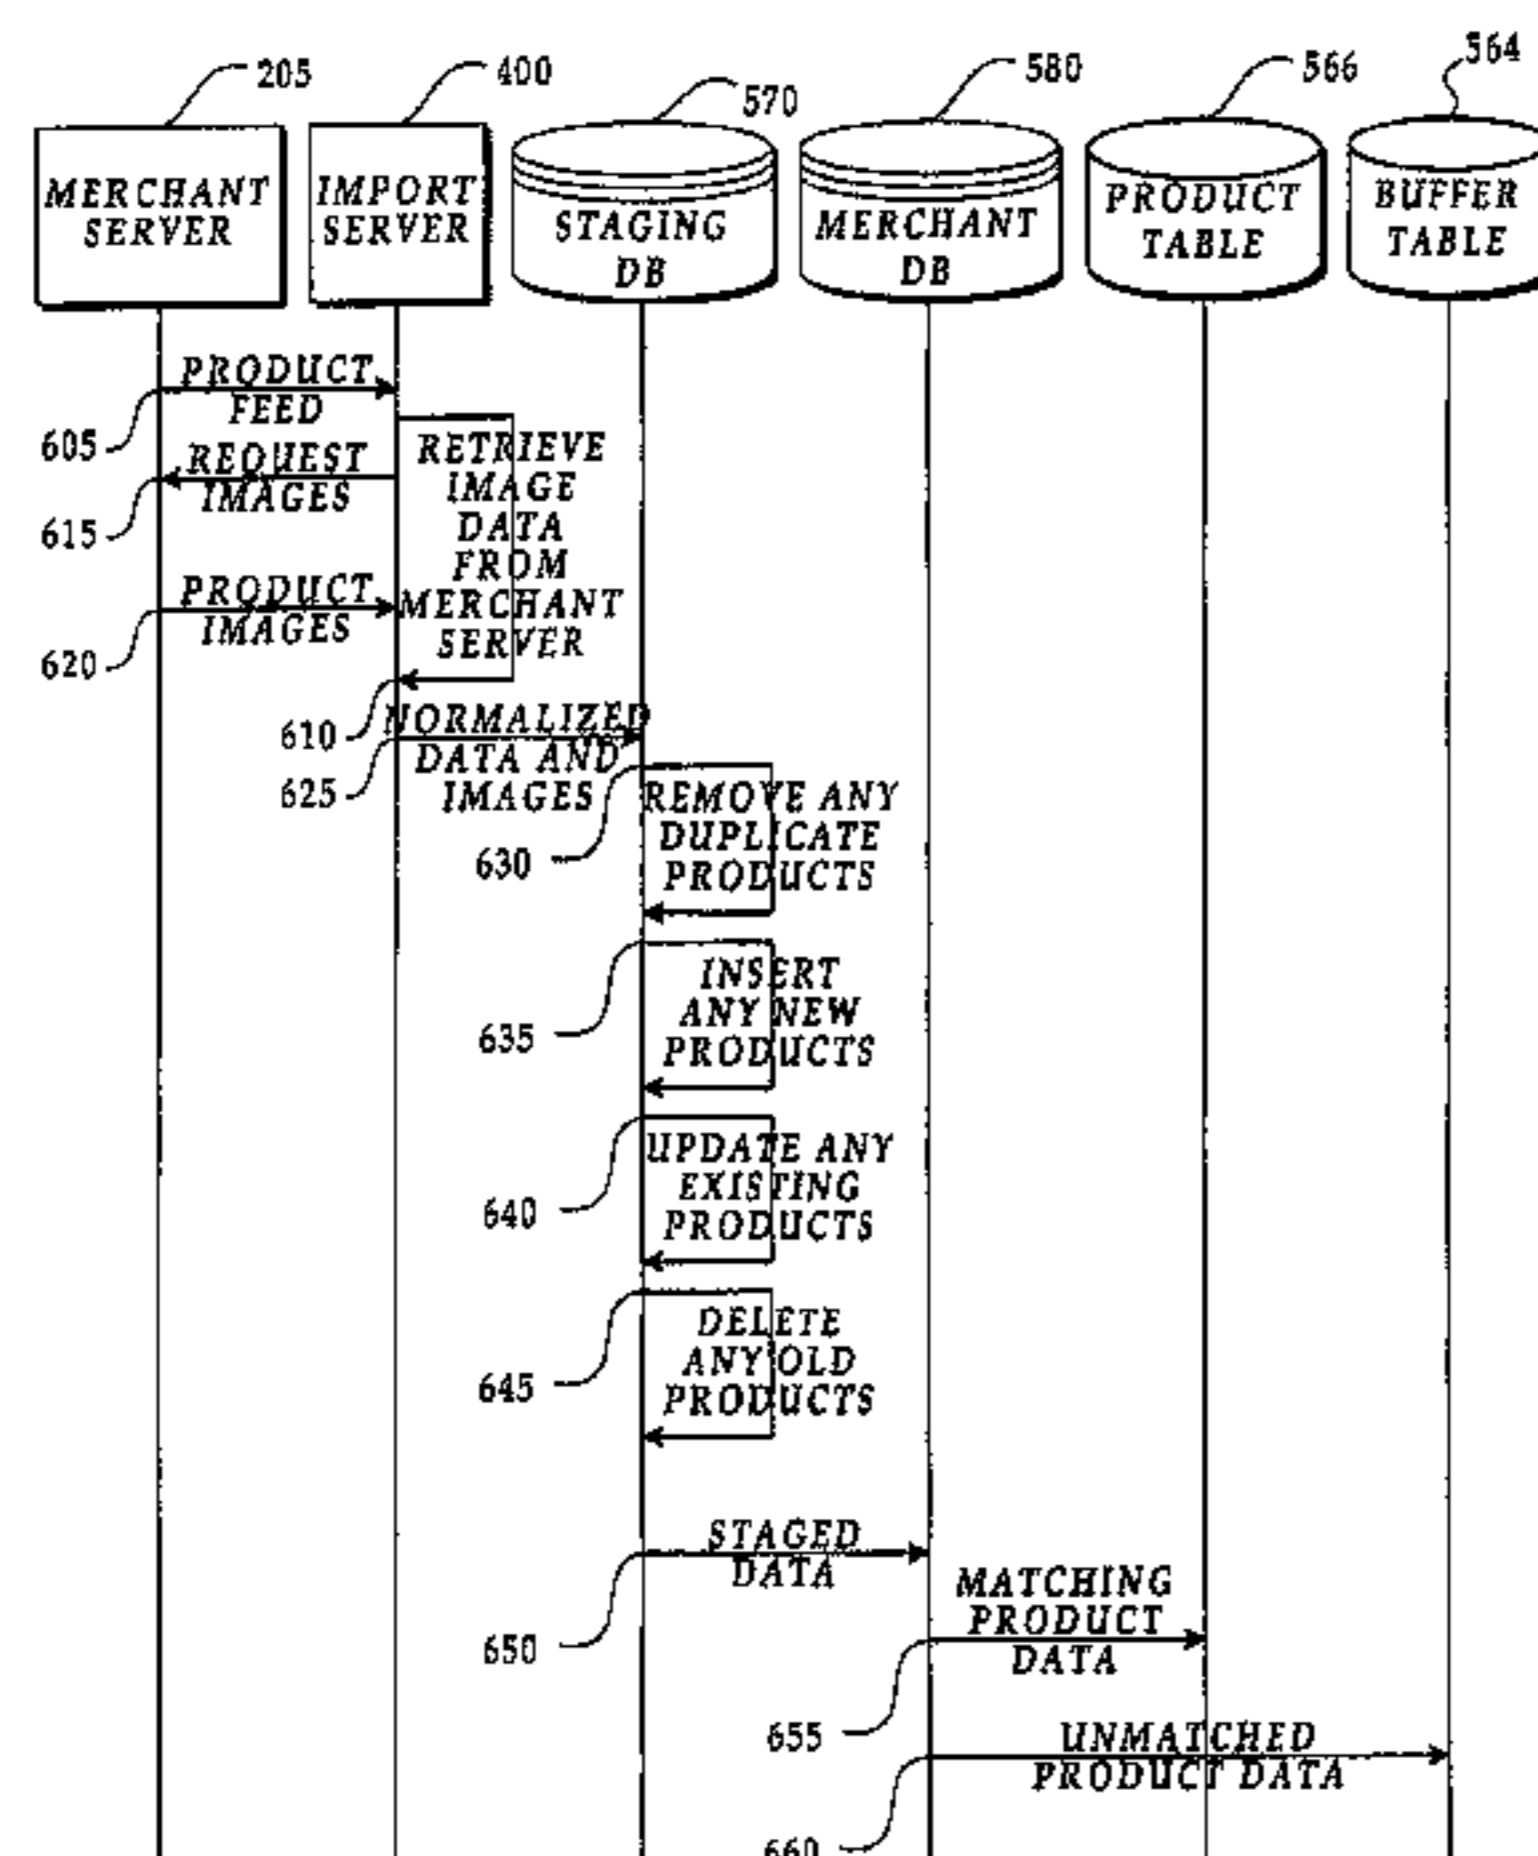 205
400
570
580
566
564
MERCHANT
SERVER
IMPORT
SERVER
STAGING
DB
MERCHANT
DB
PRODUCT
TABLE
BUFFER
TABLE
PRODUCT
FEED
605
REQUEST
IMAGES
615
RETRIEVE
IMAGE
DATA
FROM
MERCHANT
SERVER
PRODUCT
IMAGES
620
610
NORMALIZED
DATA AND
IMAGES
625
REMOVE ANY
DUPLICATE
PRODUCTS
630
INSERT
ANY NEW
PRODUCTS
635
UPDATE ANY
EXISTING
PRODUCTS
640
DELETE
ANY OLD
PRODUCTS
645
STAGED
DATA
650
MATCHING
PRODUCT
DATA
655
UNMATCHED
PRODUCT DATA
660